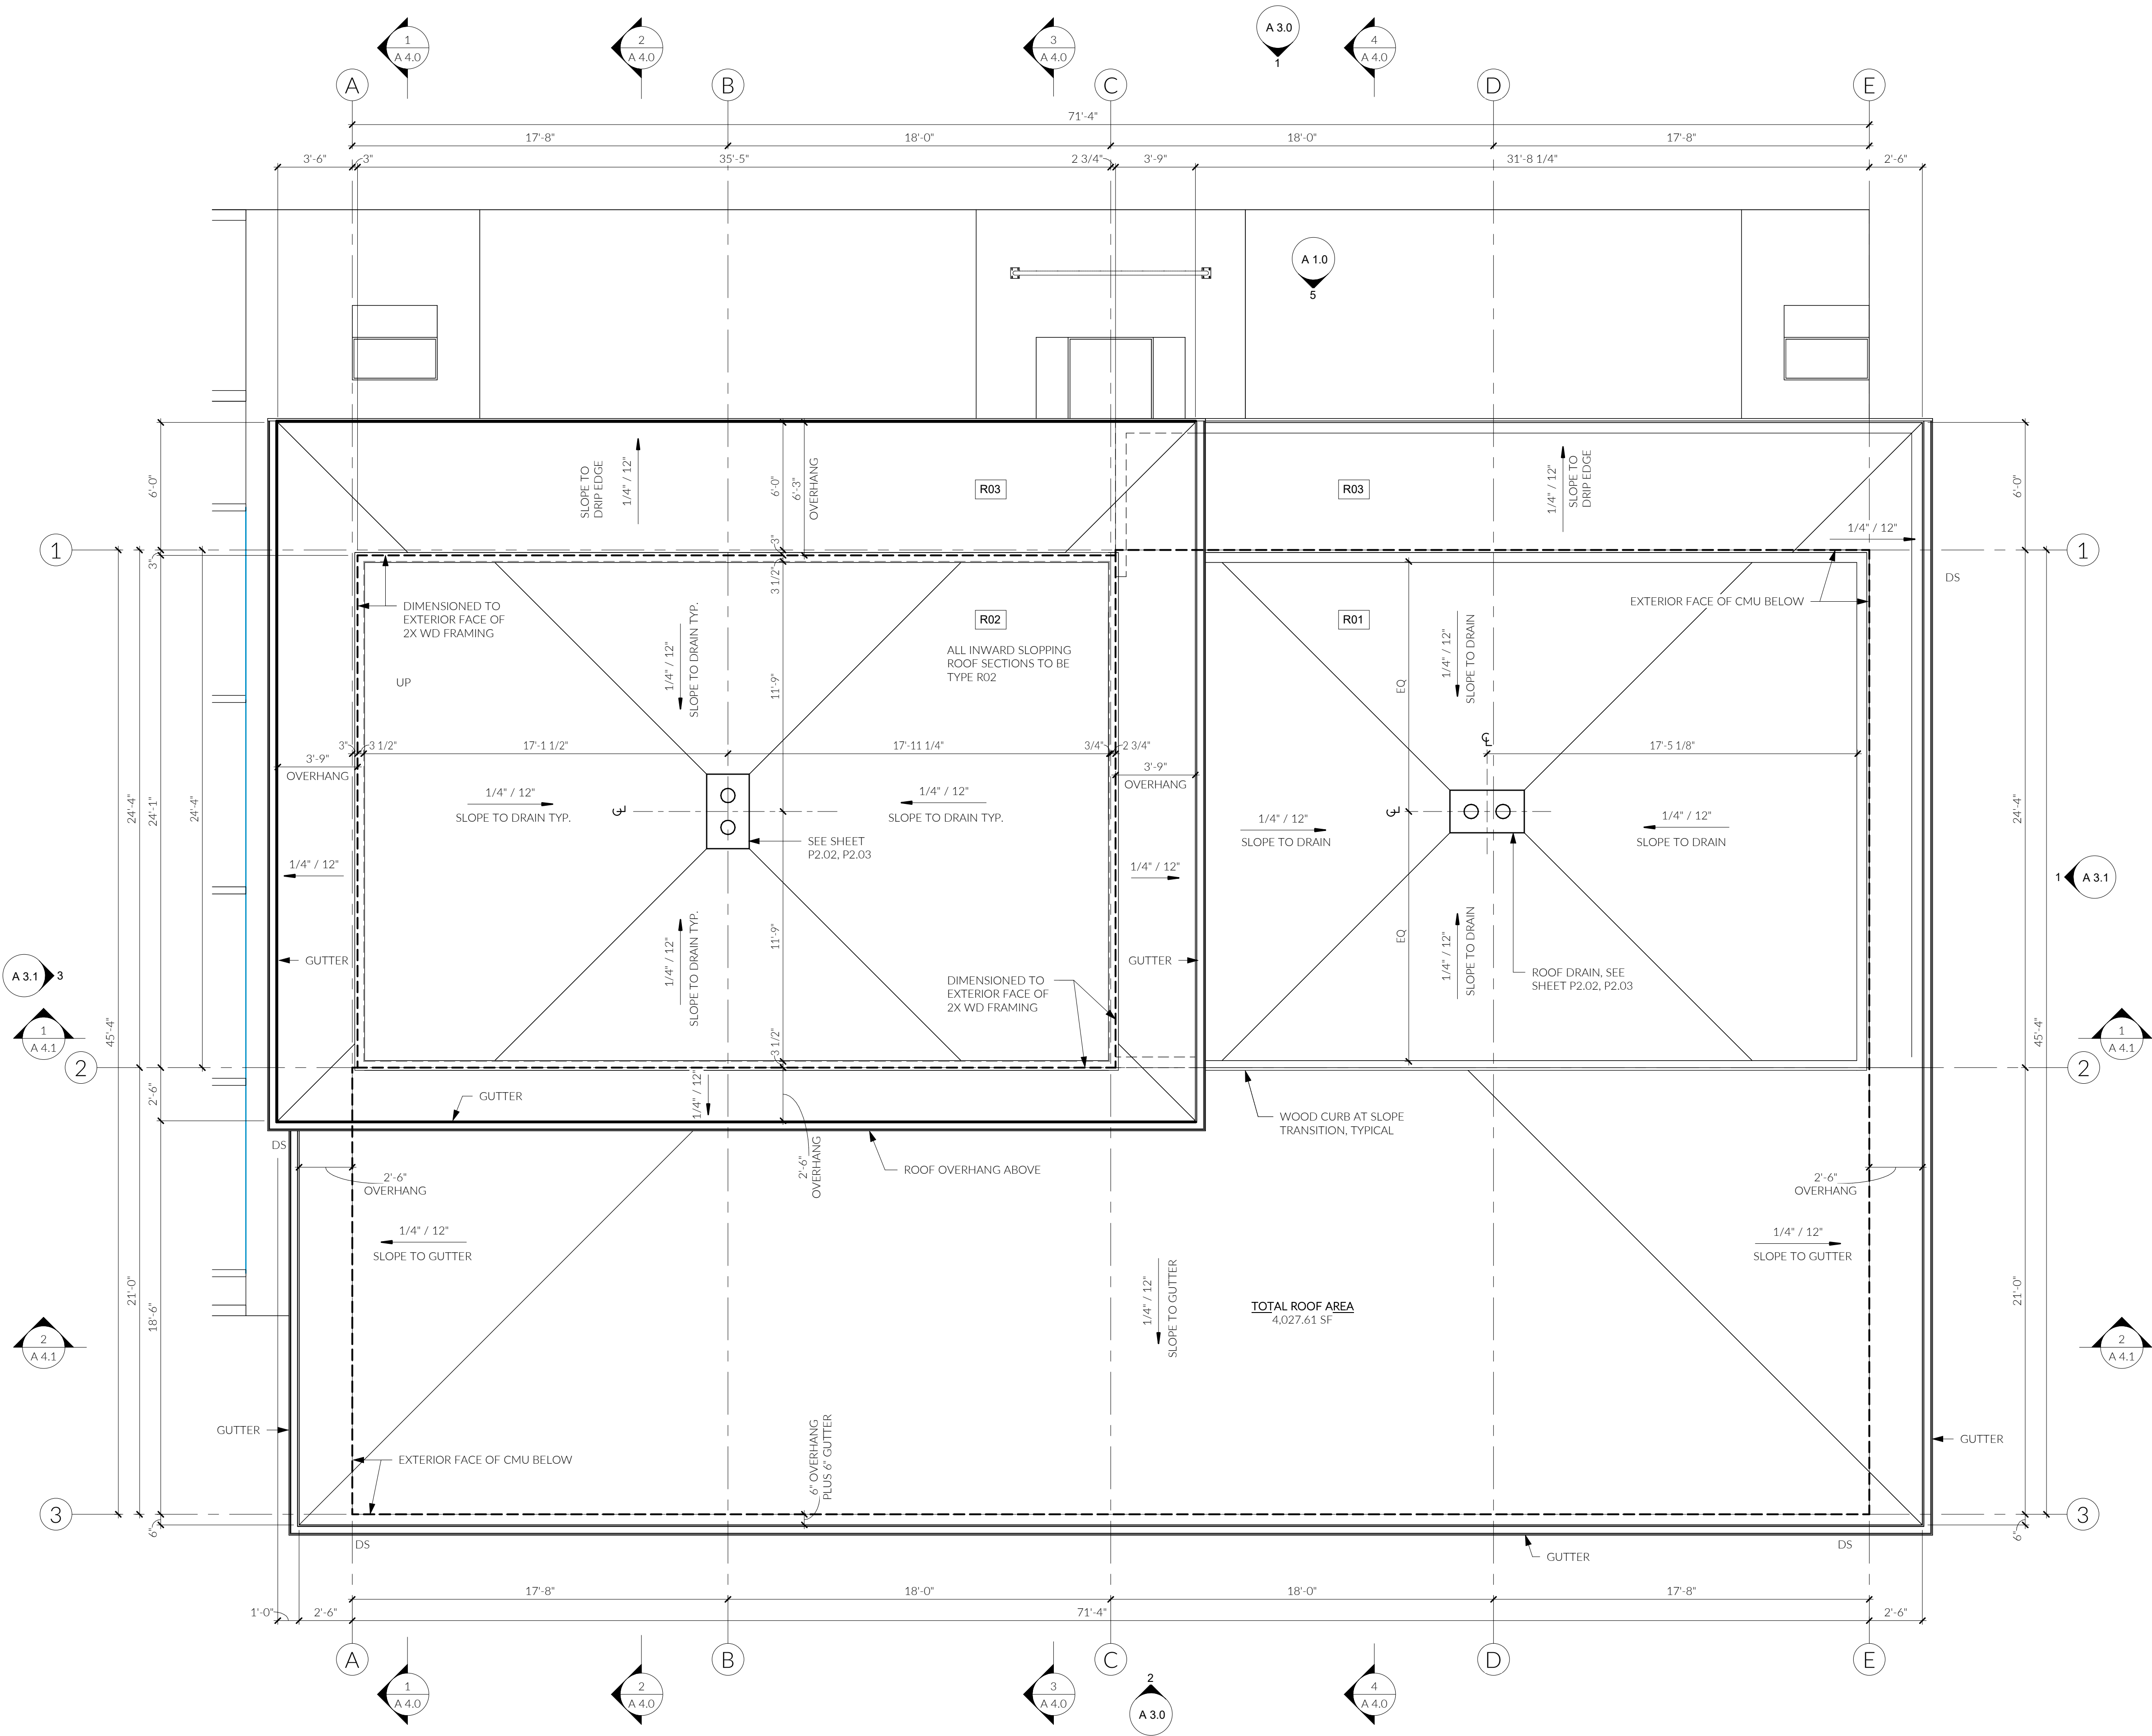 1
A 4.0
2
A 4.0
3
A 4.0
A 3.0
1
4
A 4.0
A
B
C
D
E
71'-4"
17'-8"
18'-0"
18'-0"
17'-8"
3'-6"
3"
35'-5"
2 3/4"
3'-9"
31'-8 1/4"
2'-6"
A 1.0
5
6'-0"
SLOPE TO
DRIP EDGE
1/4" / 12"
6'-0"
6'-3"
OVERHANG
R03
R03
1/4" / 12"
SLOPE TO
DRIP EDGE
6'-0"
1/4" / 12"
1
3"
3"
3 1/2"
1
DS
DIMENSIONED TO
EXTERIOR FACE OF
2X WD FRAMING
UP
1/4" / 12"
SLOPE TO DRAIN TYP.
R02
ALL INWARD SLOPPING
ROOF SECTIONS TO BE
TYPE R02
R01
EXTERIOR FACE OF CMU BELOW
11'-9"
EQ
1/4" / 12"
SLOPE TO DRAIN
3"
3 1/2"
17'-1 1/2"
17'-11 1/4"
3/4"
2 3/4"
17'-5 1/8"
3'-9"
OVERHANG
3'-9"
OVERHANG
24'-4"
24'-1"
24'-4"
24'-4"
1/4" / 12"
SLOPE TO DRAIN TYP.
1/4" / 12"
SLOPE TO DRAIN TYP.
1/4" / 12"
SLOPE TO DRAIN
1/4" / 12"
SLOPE TO DRAIN
SEE SHEET
P2.02, P2.03
1/4" / 12"
1/4" / 12"
1
A 3.1
GUTTER
1/4" / 12"
SLOPE TO DRAIN TYP.
11'-9"
GUTTER
EQ
1/4" / 12"
SLOPE TO DRAIN
ROOF DRAIN, SEE
SHEET P2.02, P2.03
A 3.1
3
DIMENSIONED TO
EXTERIOR FACE OF
2X WD FRAMING
1
A 4.1
45'-4"
3 1/2"
45'-4"
1
A 4.1
2
2
2'-6"
GUTTER
1/4" / 12"
WOOD CURB AT SLOPE
TRANSITION, TYPICAL
DS
2'-6"
OVERHANG
ROOF OVERHANG ABOVE
2'-6"
OVERHANG
2'-6"
OVERHANG
1/4" / 12"
SLOPE TO GUTTER
1/4" / 12"
SLOPE TO GUTTER
21'-0"
18'-6"
1/4" / 12"
SLOPE TO GUTTER
TOTAL ROOF AREA
4,027.61 SF
21'-0"
2
A 4.1
2
A 4.1
GUTTER
6" OVERHANG
PLUS 6" GUTTER
GUTTER
EXTERIOR FACE OF CMU BELOW
3
3
6"
6"
DS
DS
GUTTER
17'-8"
18'-0"
18'-0"
17'-8"
1'-0"
2'-6"
71'-4"
2'-6"
A
B
C
D
E
1
A 4.0
2
A 4.0
3
A 4.0
2
A 3.0
4
A 4.0